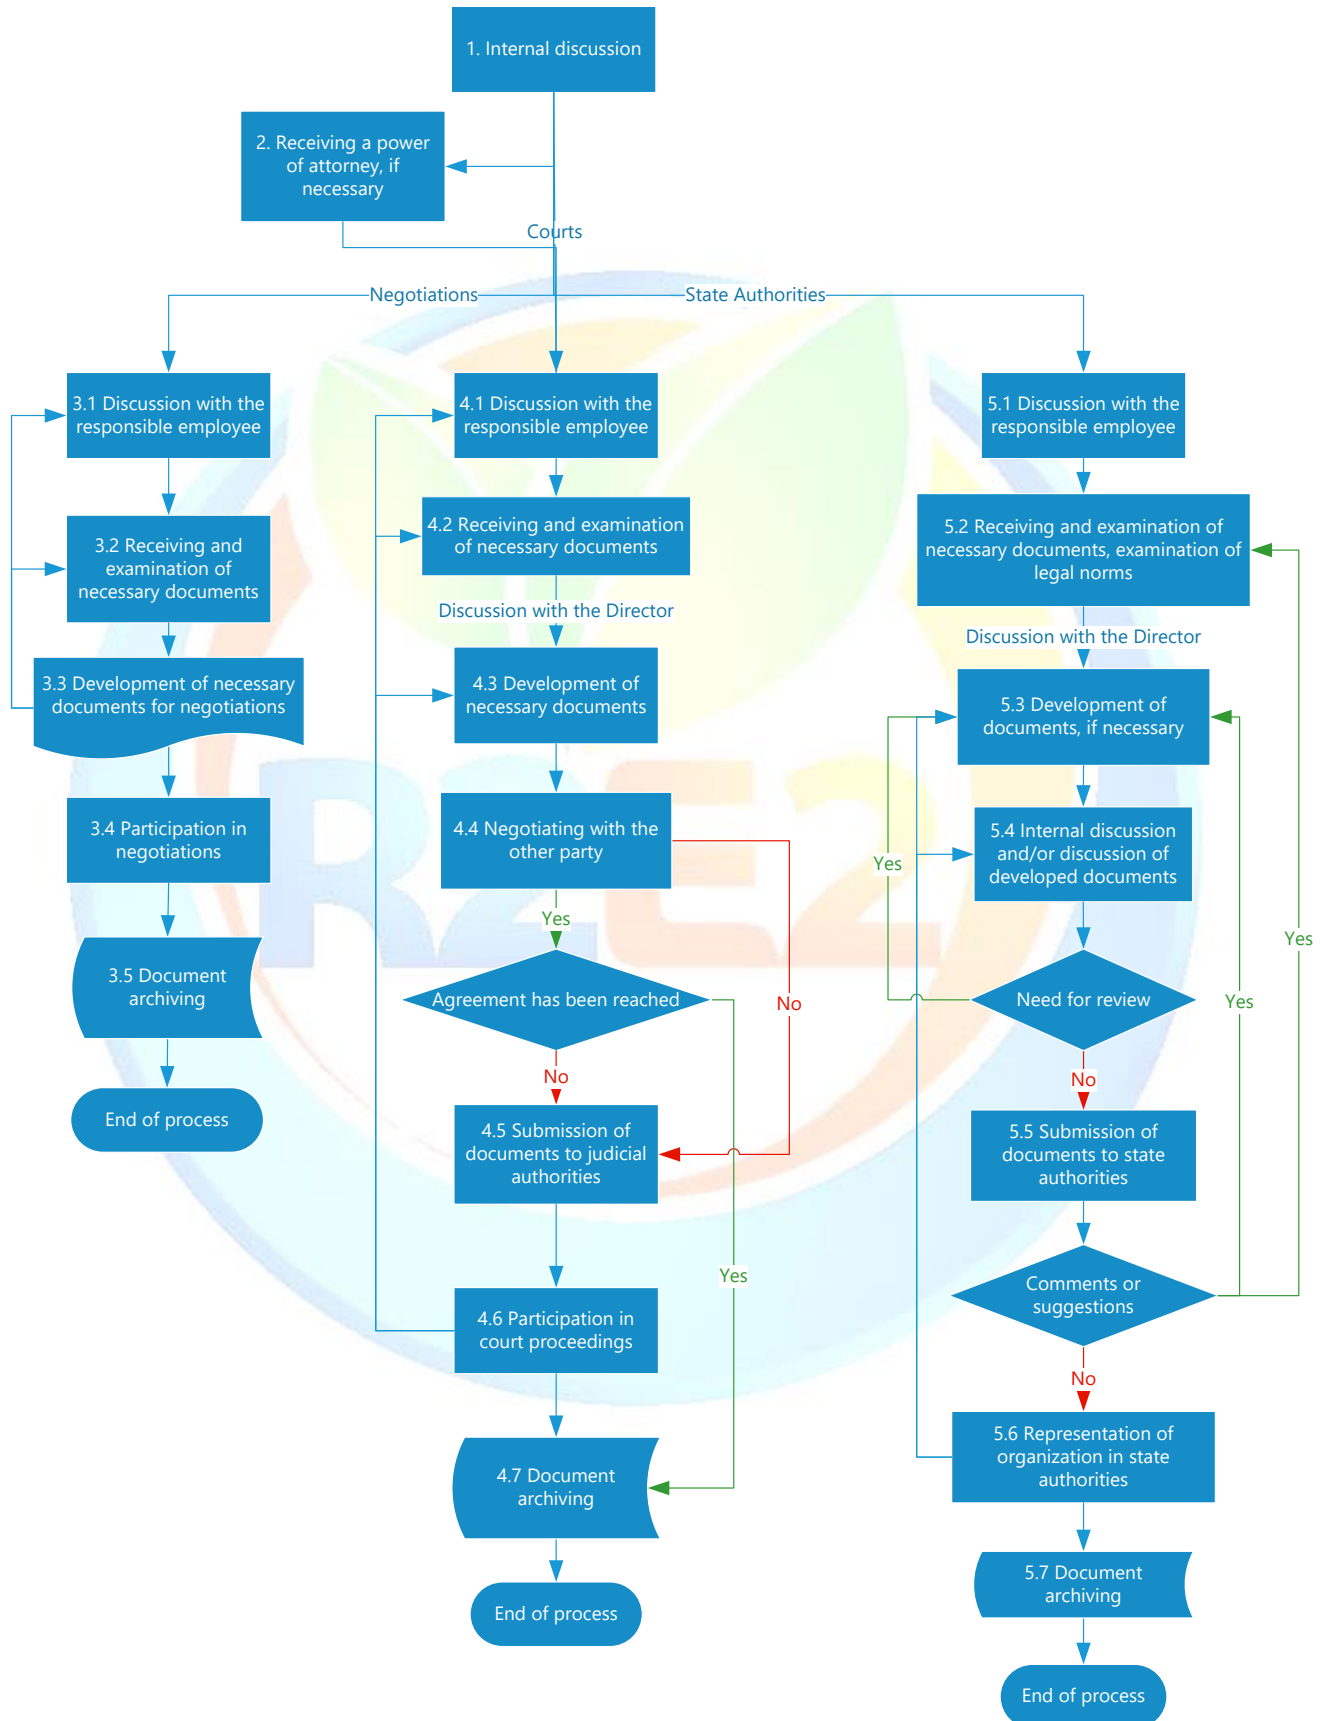 1. Internal discussion
2. Receiving a power
of attorney, if
necessary
Courts
Negotiations
State Authorities
3.1 Discussion with the
responsible employee
3.2 Receiving and
examination of
necessary documents
3.3 Development of necessary
documents for negotiations
3.4 Participation in
negotiations
3.5 Document
archiving
End of process
4.1 Discussion with the
responsible employee
4.2 Receiving and examination
of necessary documents
Discussion with the Director
4.3 Development of
necessary documents
4.4 Negotiating with the
other party
Yes
No
Agreement has been reached
No
Yes
4.5 Submission of
documents to judicial
authorities
4.6 Participation in
court proceedings
4.7 Document
archiving
End of process
5.1 Discussion with the
responsible employee
5.2 Receiving and examination of
necessary documents, examination of
legal norms
Discussion with the Director
5.3 Development of
documents, if necessary
5.4 Internal discussion
and/or discussion of
developed documents
Yes
Need for review
No
5.5 Submission of
documents to state
authorities
Comments or
suggestions
Yes
Yes
No
5.6 Representation of
organization in state
authorities
5.7 Document
archiving
End of process
R2E2